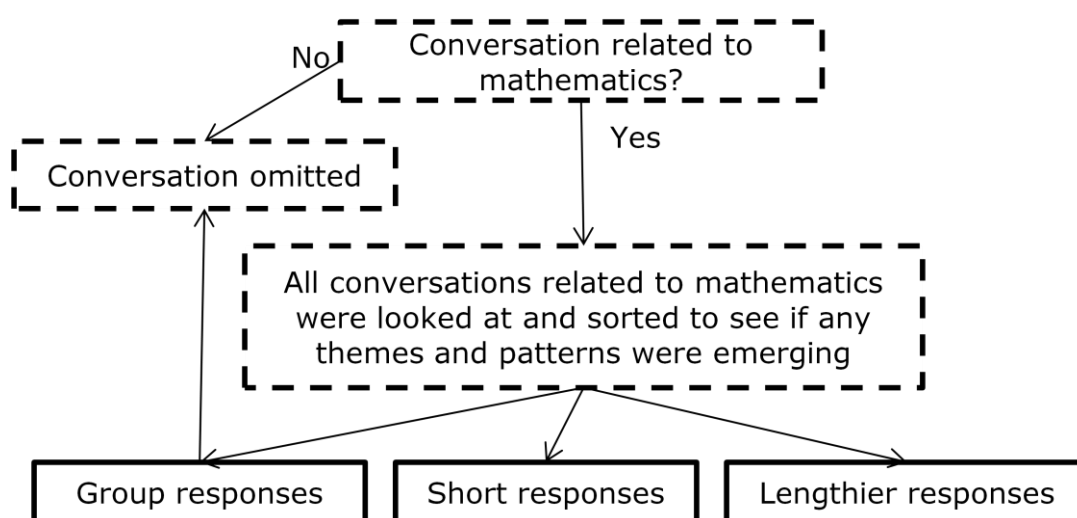 Conversation related to
mathematics?
No
Yes
Conversation omitted
All conversations related to mathematics
were looked at and sorted to see if any
themes and patterns were emerging
Group responses
Short responses
Lengthier responses